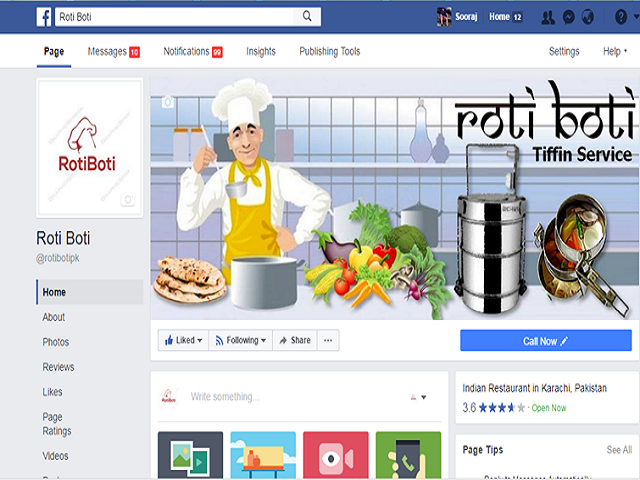 Roti Boti
Sooraj
Home 12
Page
Messages 10
Notifications 99
Insights
Publishing Tools
Settings
Help
RotiBoti
roti boti
Tiffin Service
Roti Boti
@rotibotipk
Home
About
Photos
Reviews
Likes
Page
Ratings
Videos
Liked
Following
Share
Call Now
RotiBoti
Write something...
Indian Restaurant in Karachi, Pakistan
3.6 ★★★★★ · Open Now
Page Tips
See All